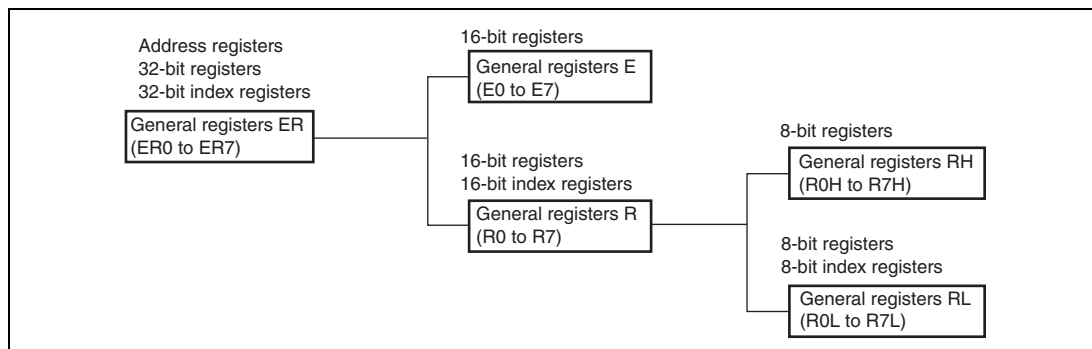 Address registers
32-bit registers
32-bit index registers
General registers ER
(ER0 to ER7)
16-bit registers
General registers E
(E0 to E7)
16-bit registers
16-bit index registers
General registers R
(R0 to R7)
8-bit registers
General registers RH
(R0H to R7H)
8-bit registers
8-bit index registers
General registers RL
(R0L to R7L)